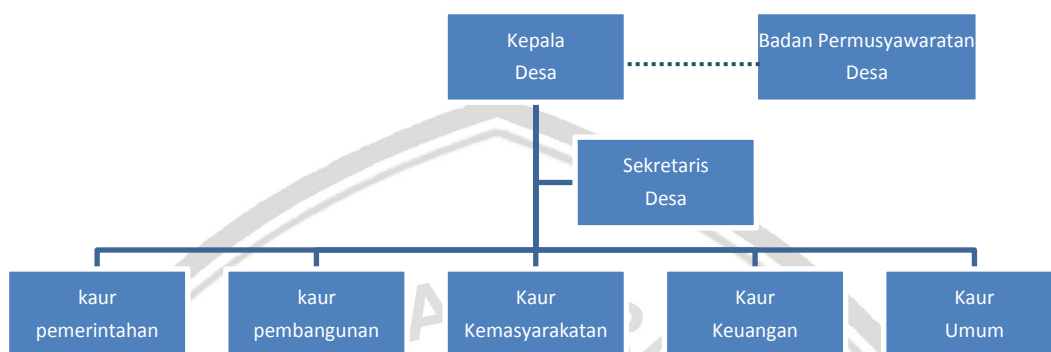 Kepala
Desa
Badan Permusyawaratan
Desa
Sekretaris
Desa
kaur
pemerintahan
kaur
pembangunan
Kaur
Kemasyarakatan
Kaur
Keuangan
Kaur
Umum